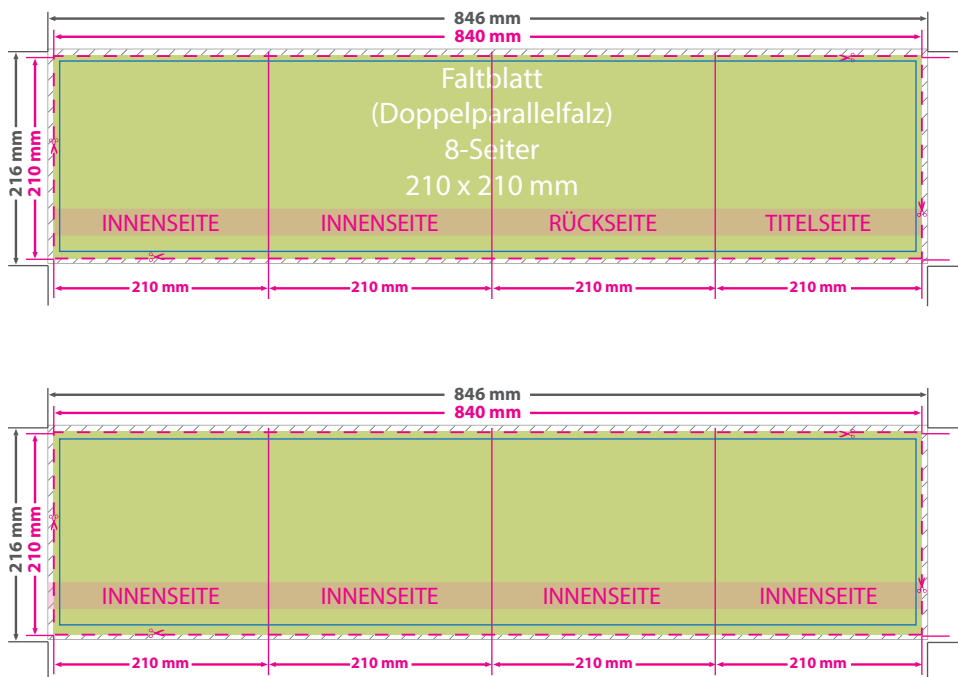 846 mm
840 mm
216 mm
210 mm
Faltblatt
(Doppelparallelfalz)
8-Seiter
210 x 210 mm
INNENSEITE INNENSEITE RÜCKSEITE TITELSEITE
210 mm 210 mm 210 mm 210 mm
846 mm
840 mm
216 mm
210 mm
INNENSEITE INNENSEITE INNENSEITE INNENSEITE
210 mm 210 mm 210 mm 210 mm